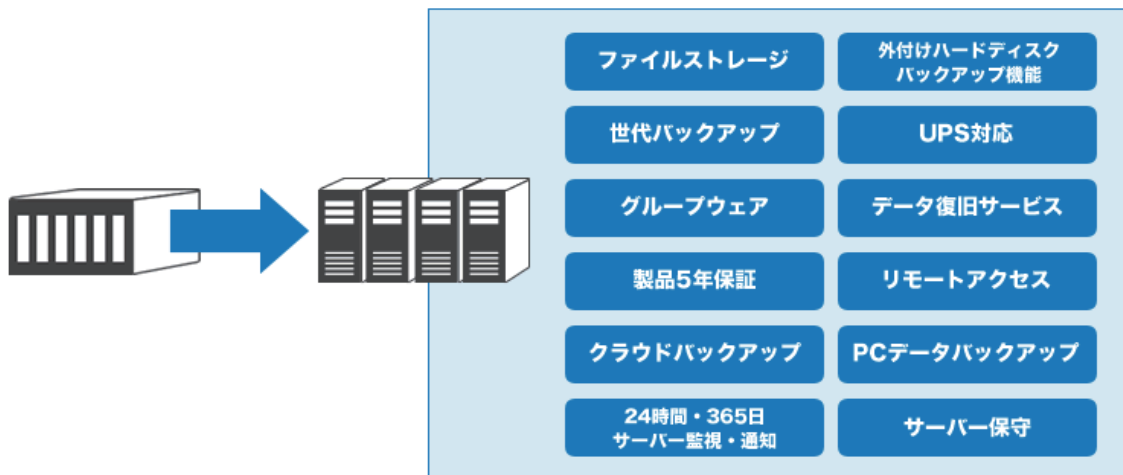 ファイルストレージ
外付けハードディスク
バックアップ機能
世代バックアップ
UPS対応
グループウェア
データ復旧サービス
製品5年保証
リモートアクセス
クラウドバックアップ
PCデータバックアップ
24時間・365日
サーバー監視・通知
サーバー保守